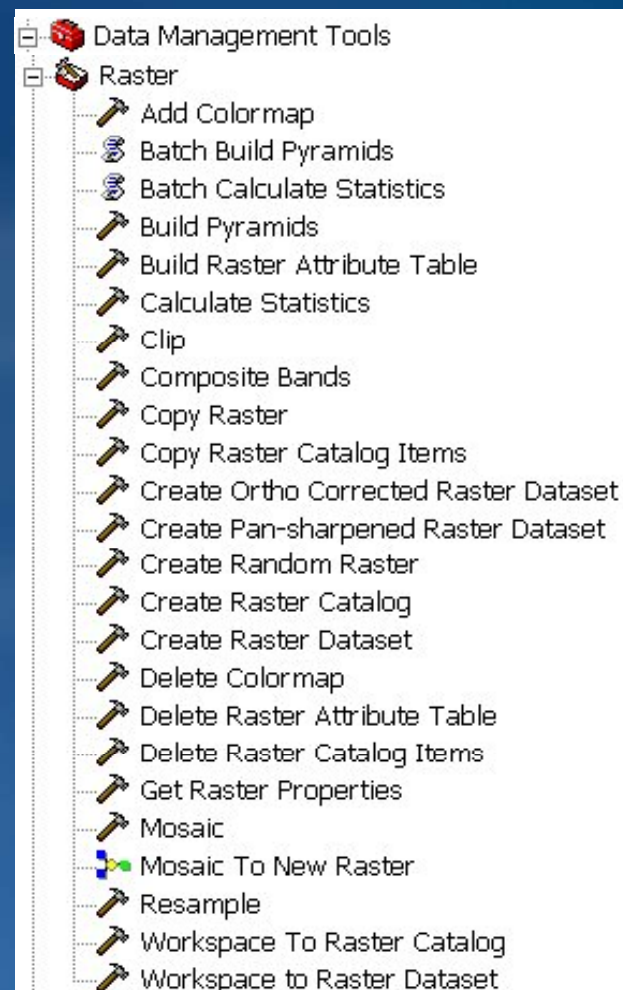 Data Management Tools
Raster
Add Colormap
Batch Build Pyramids
Batch Calculate Statistics
Build Pyramids
Build Raster Attribute Table
Calculate Statistics
Clip
Composite Bands
Copy Raster
Copy Raster Catalog Items
Create Ortho Corrected Raster Dataset
Create Pan-sharpened Raster Dataset
Create Random Raster
Create Raster Catalog
Create Raster Dataset
Delete Colormap
Delete Raster Attribute Table
Delete Raster Catalog Items
Get Raster Properties
Mosaic
Mosaic To New Raster
Resample
Workspace To Raster Catalog
Workspace to Raster Dataset